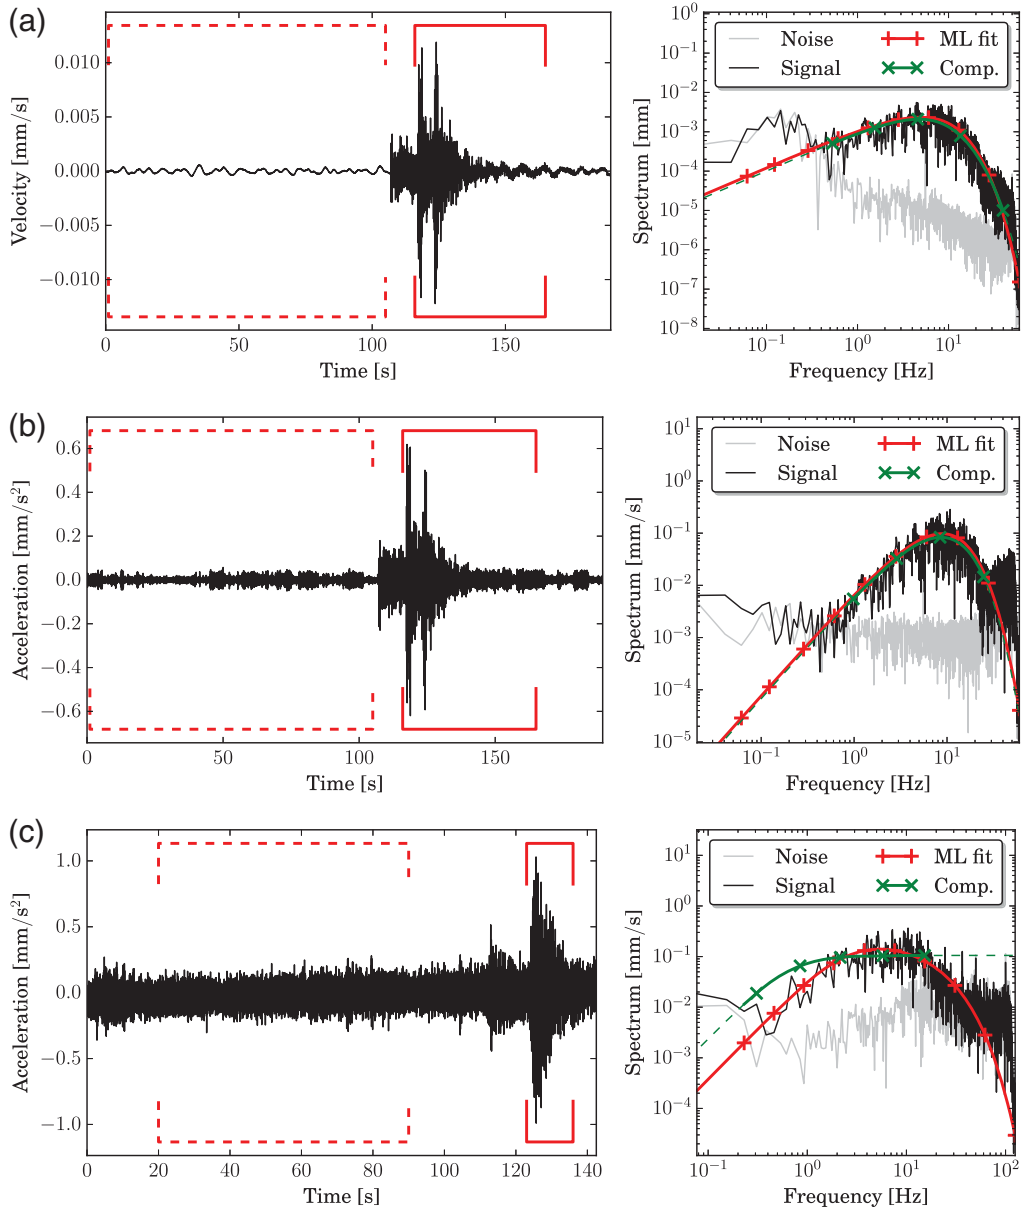 (a)
0.010
0.005
0.000
−0.005
−0.010
Velocity [mm/s]
0 50 100 150
Time [s]
10⁰
10⁻¹
10⁻²
10⁻³
10⁻⁴
10⁻⁵
10⁻⁶
10⁻⁷
10⁻⁸
Spectrum [mm]
Noise ML fit
Signal Comp.
10⁻¹ 10⁰ 10¹
Frequency [Hz]
(b)
0.6
0.4
0.2
0.0
−0.2
−0.4
−0.6
Acceleration [mm/s²]
0 50 100 150
Time [s]
10¹
10⁰
10⁻¹
10⁻²
10⁻³
10⁻⁴
10⁻⁵
Spectrum [mm/s]
Noise ML fit
Signal Comp.
10⁻¹ 10⁰ 10¹
Frequency [Hz]
(c)
1.0
0.5
0.0
−0.5
−1.0
Acceleration [mm/s²]
0 20 40 60 80 100 120 140
Time [s]
10¹
10⁰
10⁻¹
10⁻²
10⁻³
10⁻⁴
Spectrum [mm/s]
Noise ML fit
Signal Comp.
10⁻¹ 10⁰ 10¹ 10²
Frequency [Hz]